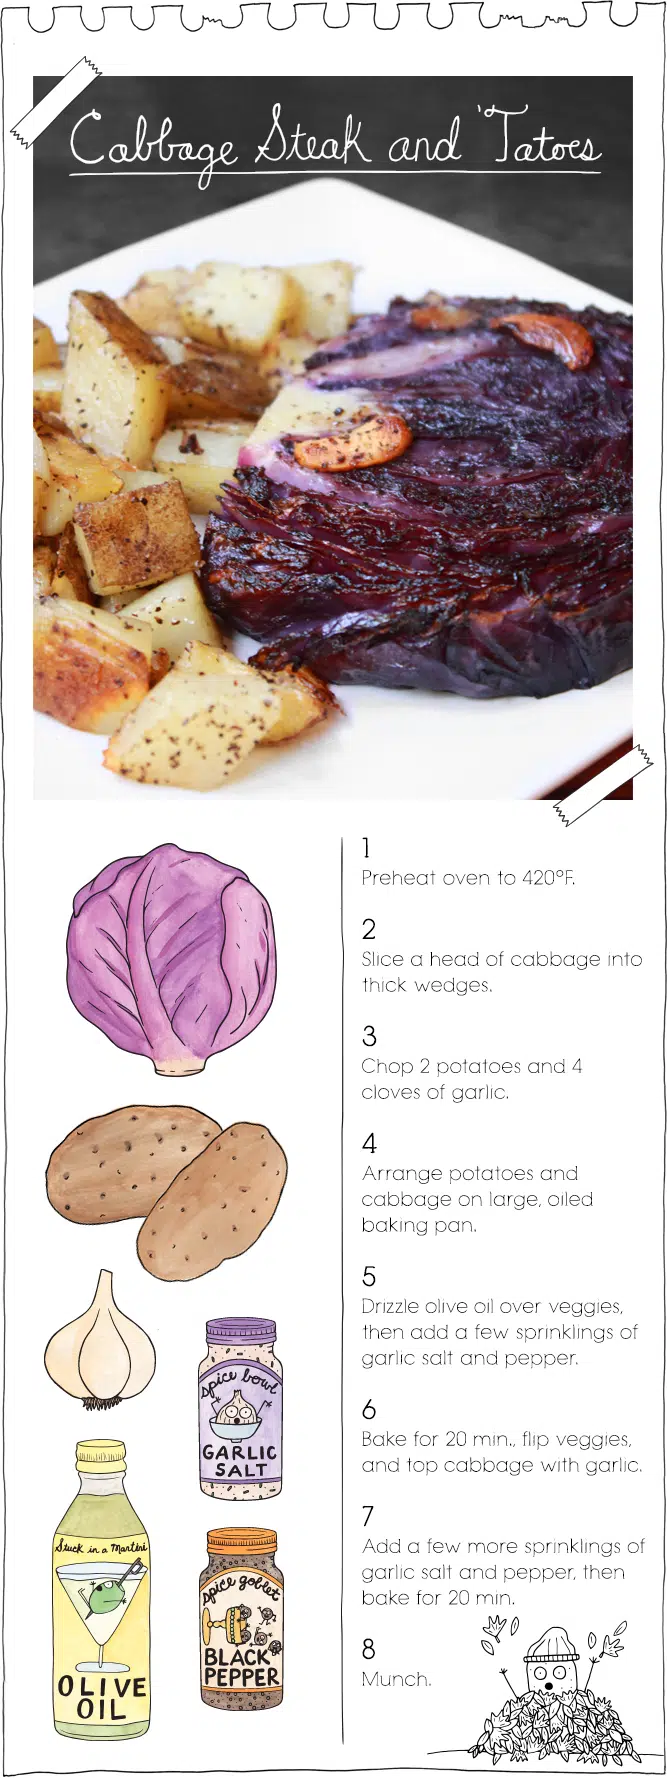 Cabbage Steak and 'Tatoes
1
Preheat oven to 420°F.
2
Slice a head of cabbage into
thick wedges.
3
Chop 2 potatoes and 4
cloves of garlic.
4
Arrange potatoes and
cabbage on large, oiled
baking pan.
5
Drizzle olive oil over veggies,
then add a few sprinklings of
garlic salt and pepper.
6
Bake for 20 min., flip veggies,
and top cabbage with garlic.
7
Add a few more sprinklings of
garlic salt and pepper, then
bake for 20 min.
8
Munch.
spice bowl
GARLIC
SALT
Stuck in a Martini
OLIVE
OIL
spice goblet
BLACK
PEPPER